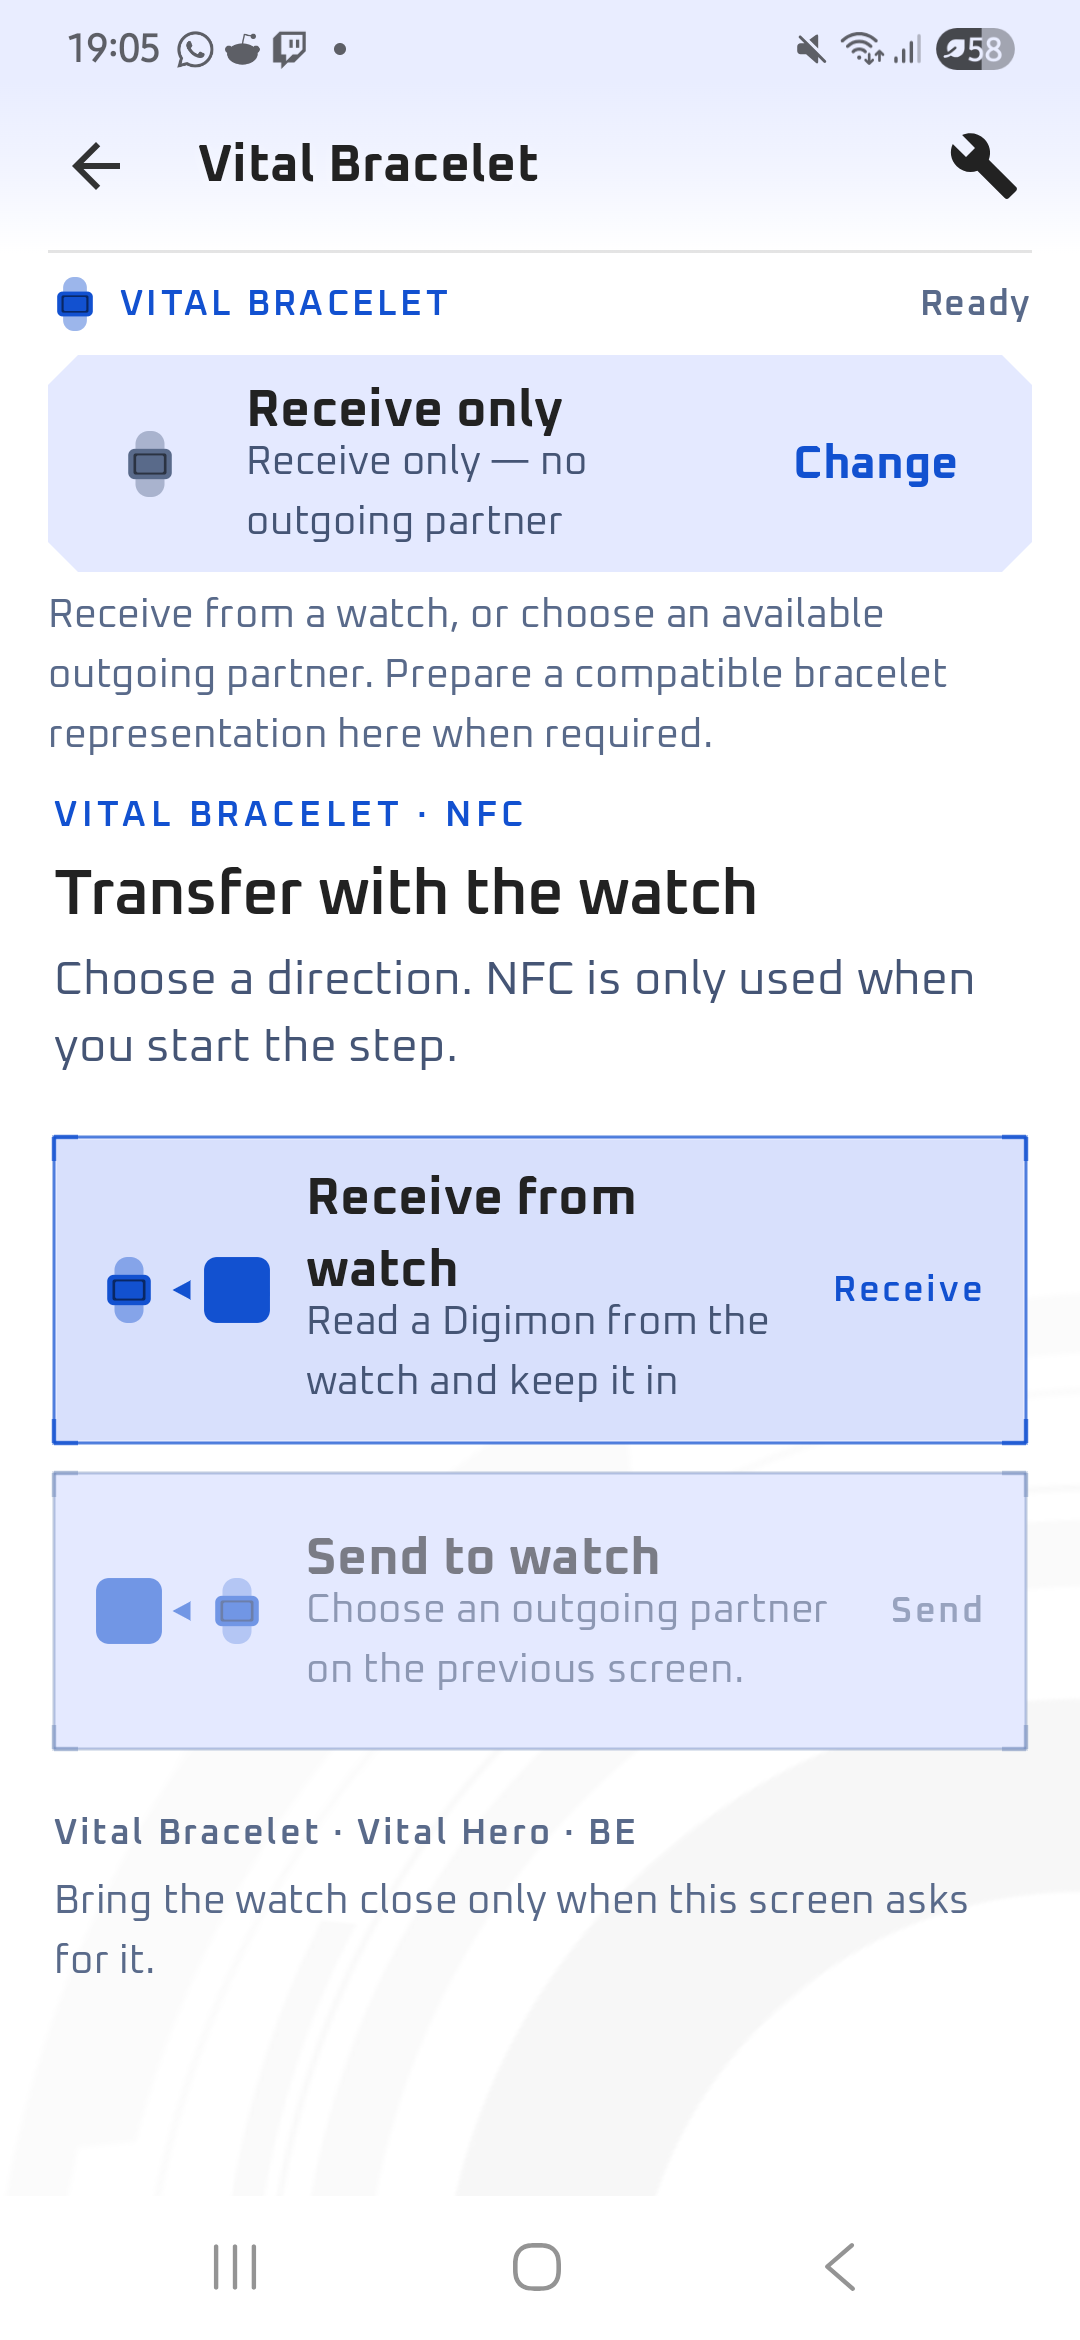 19:05
58
Vital Bracelet
VITAL BRACELET
Ready
Receive only
Receive only — no
outgoing partner
Change
Receive from a watch, or choose an available
outgoing partner. Prepare a compatible bracelet
representation here when required.
VITAL BRACELET · NFC
Transfer with the watch
Choose a direction. NFC is only used when
you start the step.
Receive from
watch
Read a Digimon from the
watch and keep it in
Receive
Send to watch
Choose an outgoing partner
on the previous screen.
Send
Vital Bracelet · Vital Hero · BE
Bring the watch close only when this screen asks
for it.